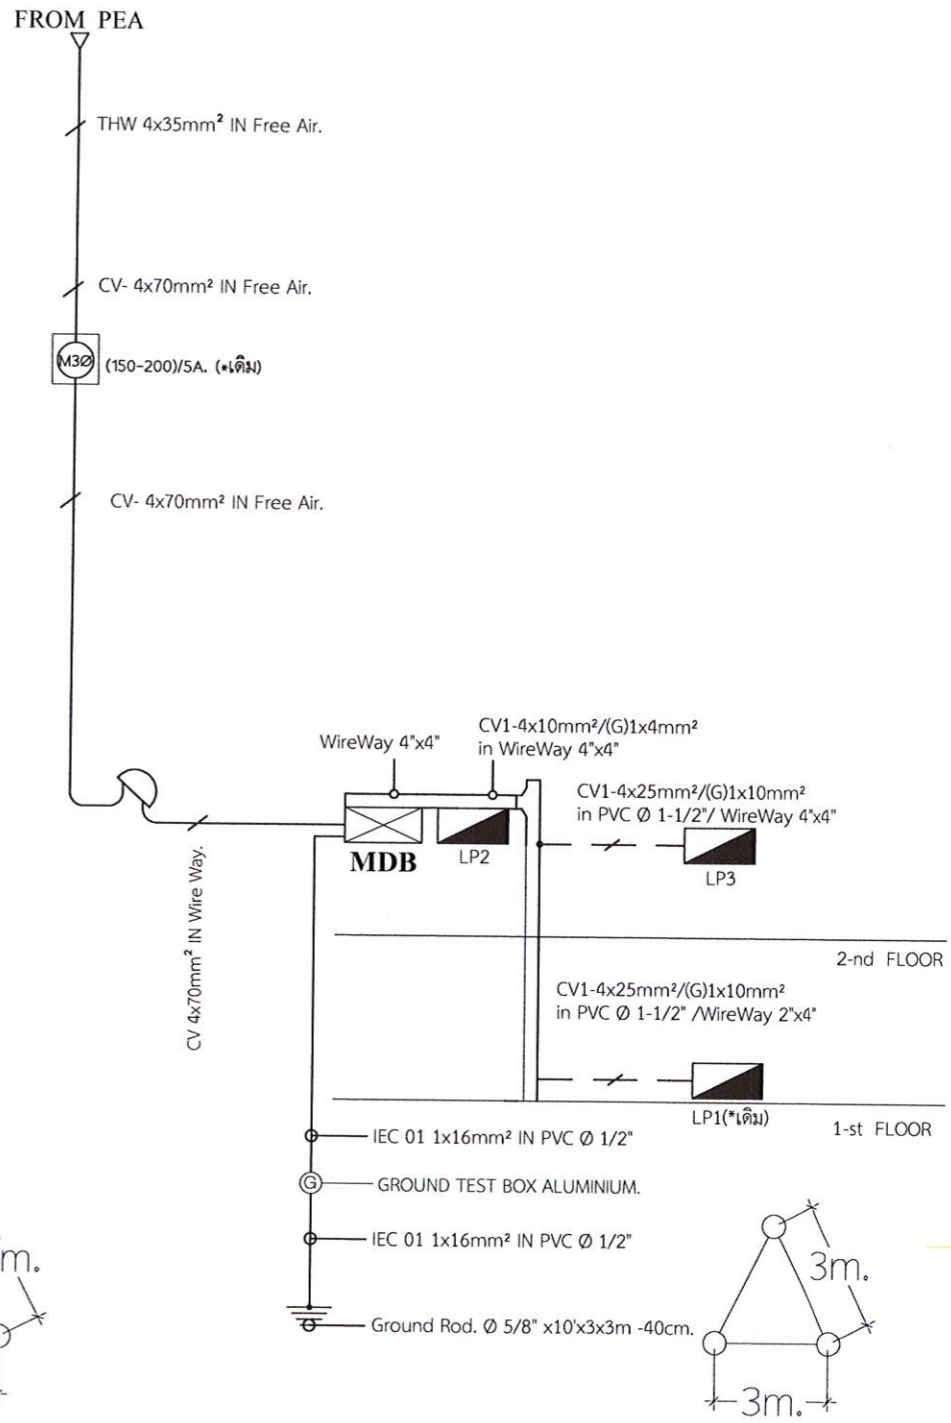 FROM PEA
THW 4x35mm² IN Free Air.
CV- 4x70mm² IN Free Air.
M3Ø
(150-200)/5A. (*เดิม)
CV- 4x70mm² IN Free Air.
CV 4x70mm² IN Wire Way.
WireWay 4"x4"
CV1-4x10mm²/(G)1x4mm²
in WireWay 4"x4"
MDB
LP2
CV1-4x25mm²/(G)1x10mm²
in PVC Ø 1-1/2"/ WireWay 4"x4"
LP3
2-nd FLOOR
CV1-4x25mm²/(G)1x10mm²
in PVC Ø 1-1/2" /WireWay 2"x4"
LP1(*เดิม)
1-st FLOOR
IEC 01 1x16mm² IN PVC Ø 1/2"
G
GROUND TEST BOX ALUMINIUM.
IEC 01 1x16mm² IN PVC Ø 1/2"
Ground Rod. Ø 5/8" x10'x3x3m -40cm.
m.
3m.
3m.